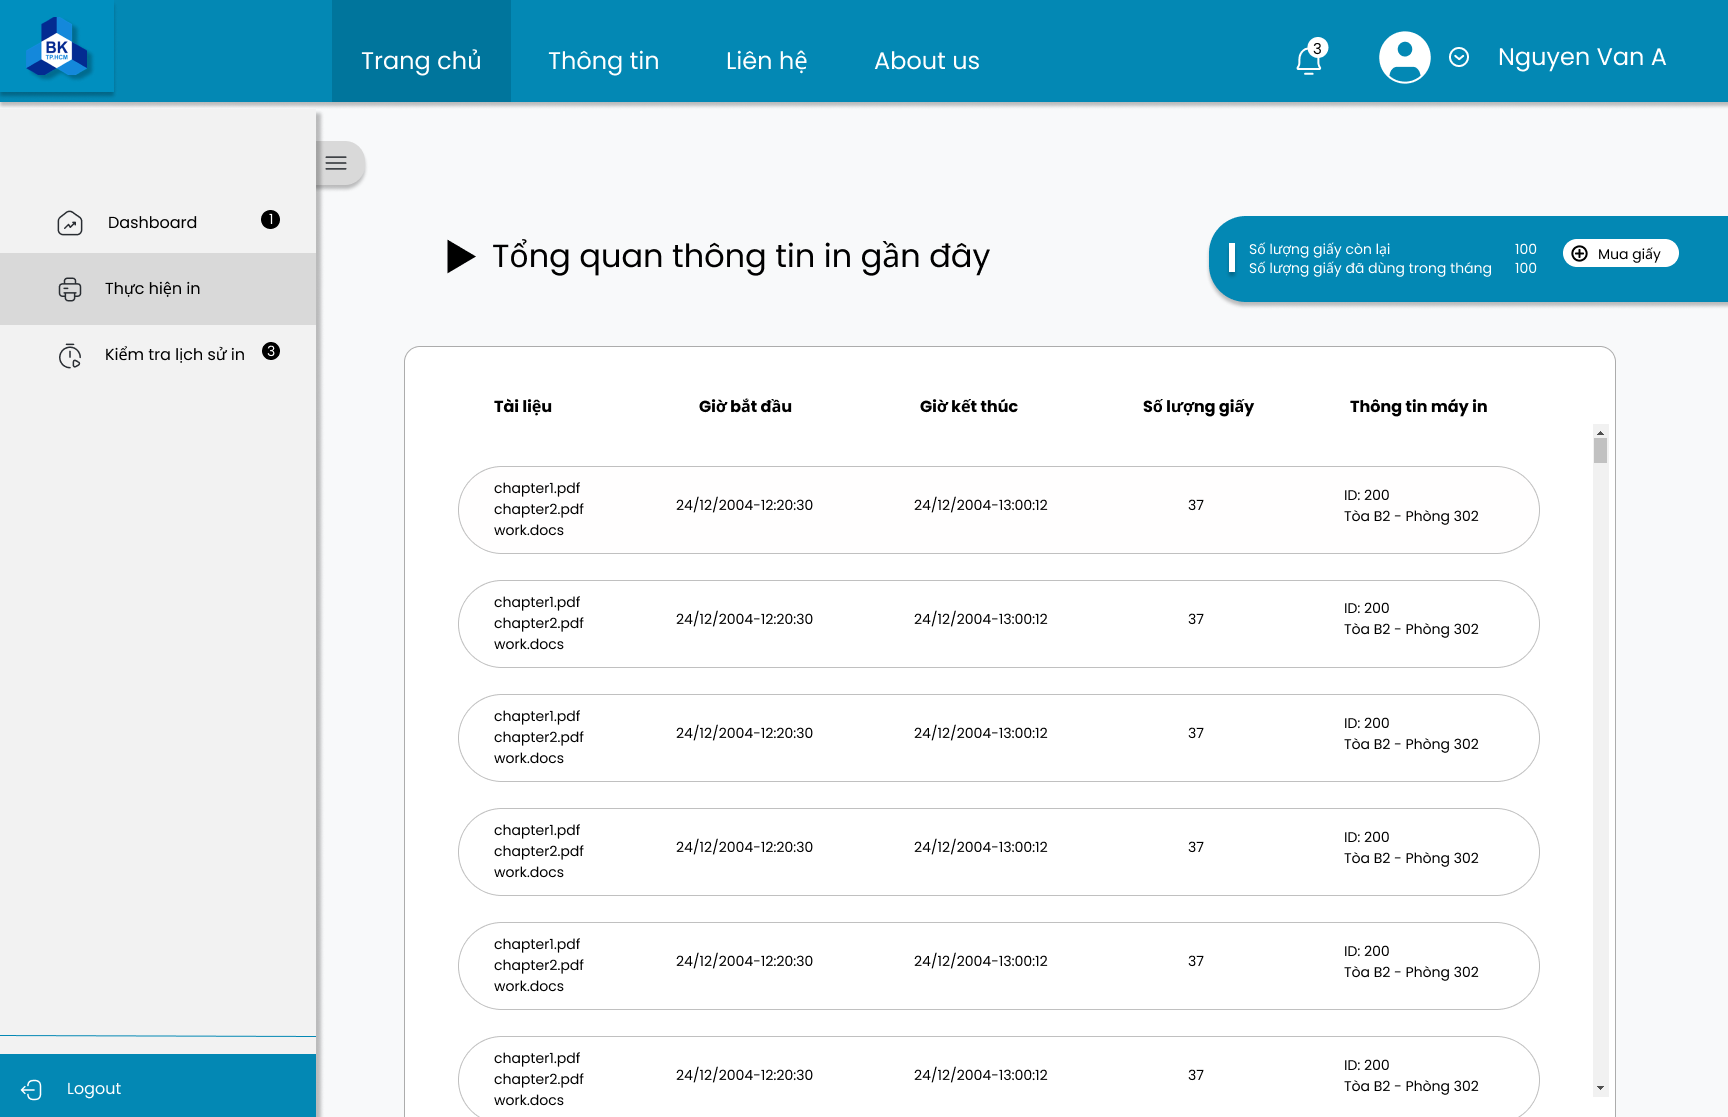 BK
TP.HCM
Trang chủ
Thông tin
Liên hệ
About us
3
Nguyen Van A
Dashboard
1
Thực hiện in
Kiểm tra lịch sử in
3
Logout
Tổng quan thông tin in gần đây
Số lượng giấy còn lại 100
Số lượng giấy đã dùng trong tháng 100
Mua giấy
Tài liệu Giờ bắt đầu Giờ kết thúc Số lượng giấy Thông tin máy in
chapter1.pdf
chapter2.pdf
work.docs
24/12/2004-12:20:30
24/12/2004-13:00:12
37
ID: 200
Tòa B2 - Phòng 302
chapter1.pdf
chapter2.pdf
work.docs
24/12/2004-12:20:30
24/12/2004-13:00:12
37
ID: 200
Tòa B2 - Phòng 302
chapter1.pdf
chapter2.pdf
work.docs
24/12/2004-12:20:30
24/12/2004-13:00:12
37
ID: 200
Tòa B2 - Phòng 302
chapter1.pdf
chapter2.pdf
work.docs
24/12/2004-12:20:30
24/12/2004-13:00:12
37
ID: 200
Tòa B2 - Phòng 302
chapter1.pdf
chapter2.pdf
work.docs
24/12/2004-12:20:30
24/12/2004-13:00:12
37
ID: 200
Tòa B2 - Phòng 302
chapter1.pdf
chapter2.pdf
work.docs
24/12/2004-12:20:30
24/12/2004-13:00:12
37
ID: 200
Tòa B2 - Phòng 302